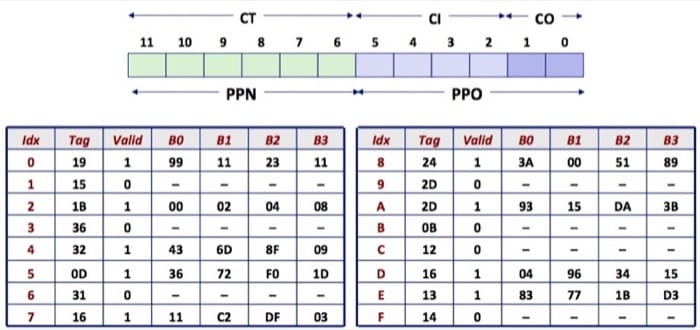 CT CI CO
11 10 9 8 7 6 5 4 3 2 1 0
PPN PPO
Idx Tag Valid B0 B1 B2 B3 Idx Tag Valid B0 B1 B2 B3
0 19 1 99 11 23 11 8 24 1 3A 00 51 89
1 15 0 - - - - 9 2D 0 - - - -
2 1B 1 00 02 04 08 A 2D 1 93 15 DA 3B
3 36 0 - - - - B 0B 0 - - - -
4 32 1 43 6D 8F 09 C 12 0 - - - -
5 0D 1 36 72 F0 1D D 16 1 04 96 34 15
6 31 0 - - - - E 13 1 83 77 1B D3
7 16 1 11 C2 DF 03 F 14 0 - - - -